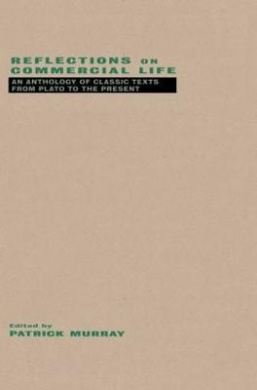 REFLECTIONS ON
COMMERCIAL LIFE
AN ANTHOLOGY OF CLASSIC TEXTS
FROM PLATO TO THE PRESENT
Edited by
PATRICK MURRAY